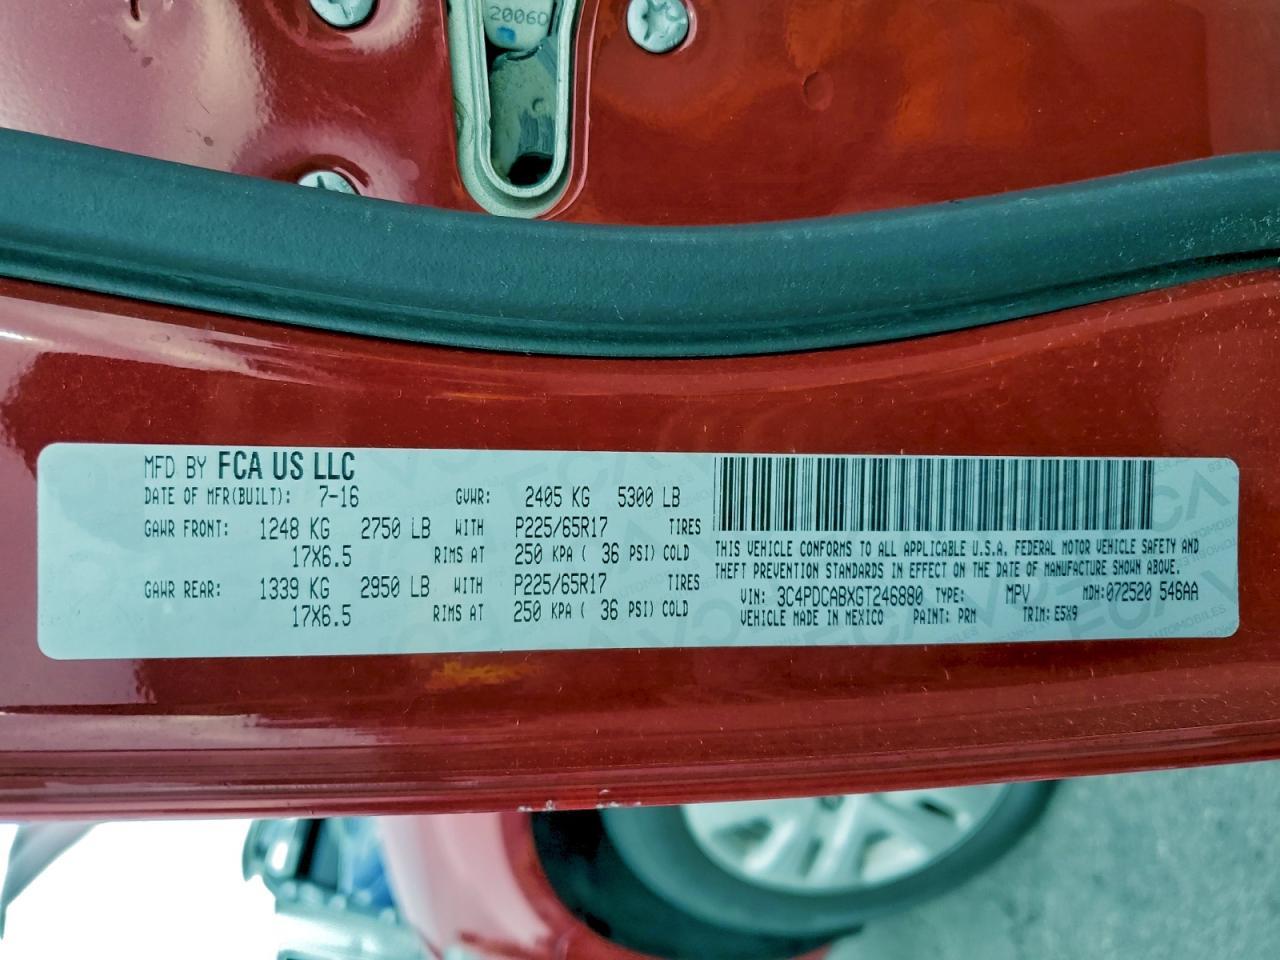 20060
MFD BY FCA US LLC
DATE OF MFR(BUILT): 7-16 GVWR: 2405 KG 5300 LB
GAWR FRONT: 1248 KG 2750 LB WITH P225/65R17 TIRES
17X6.5 RIMS AT 250 KPA ( 36 PSI) COLD
GAWR REAR: 1339 KG 2950 LB WITH P225/65R17 TIRES
17X6.5 RIMS AT 250 KPA ( 36 PSI) COLD
THIS VEHICLE CONFORMS TO ALL APPLICABLE U.S.A. FEDERAL MOTOR VEHICLE SAFETY AND
THEFT PREVENTION STANDARDS IN EFFECT ON THE DATE OF MANUFACTURE SHOWN ABOVE.
VIN: 3C4PDCABXGT246880 TYPE: MPV MDH:072520 546AA
VEHICLE MADE IN MEXICO PAINT: PRM TRIM: E5X9